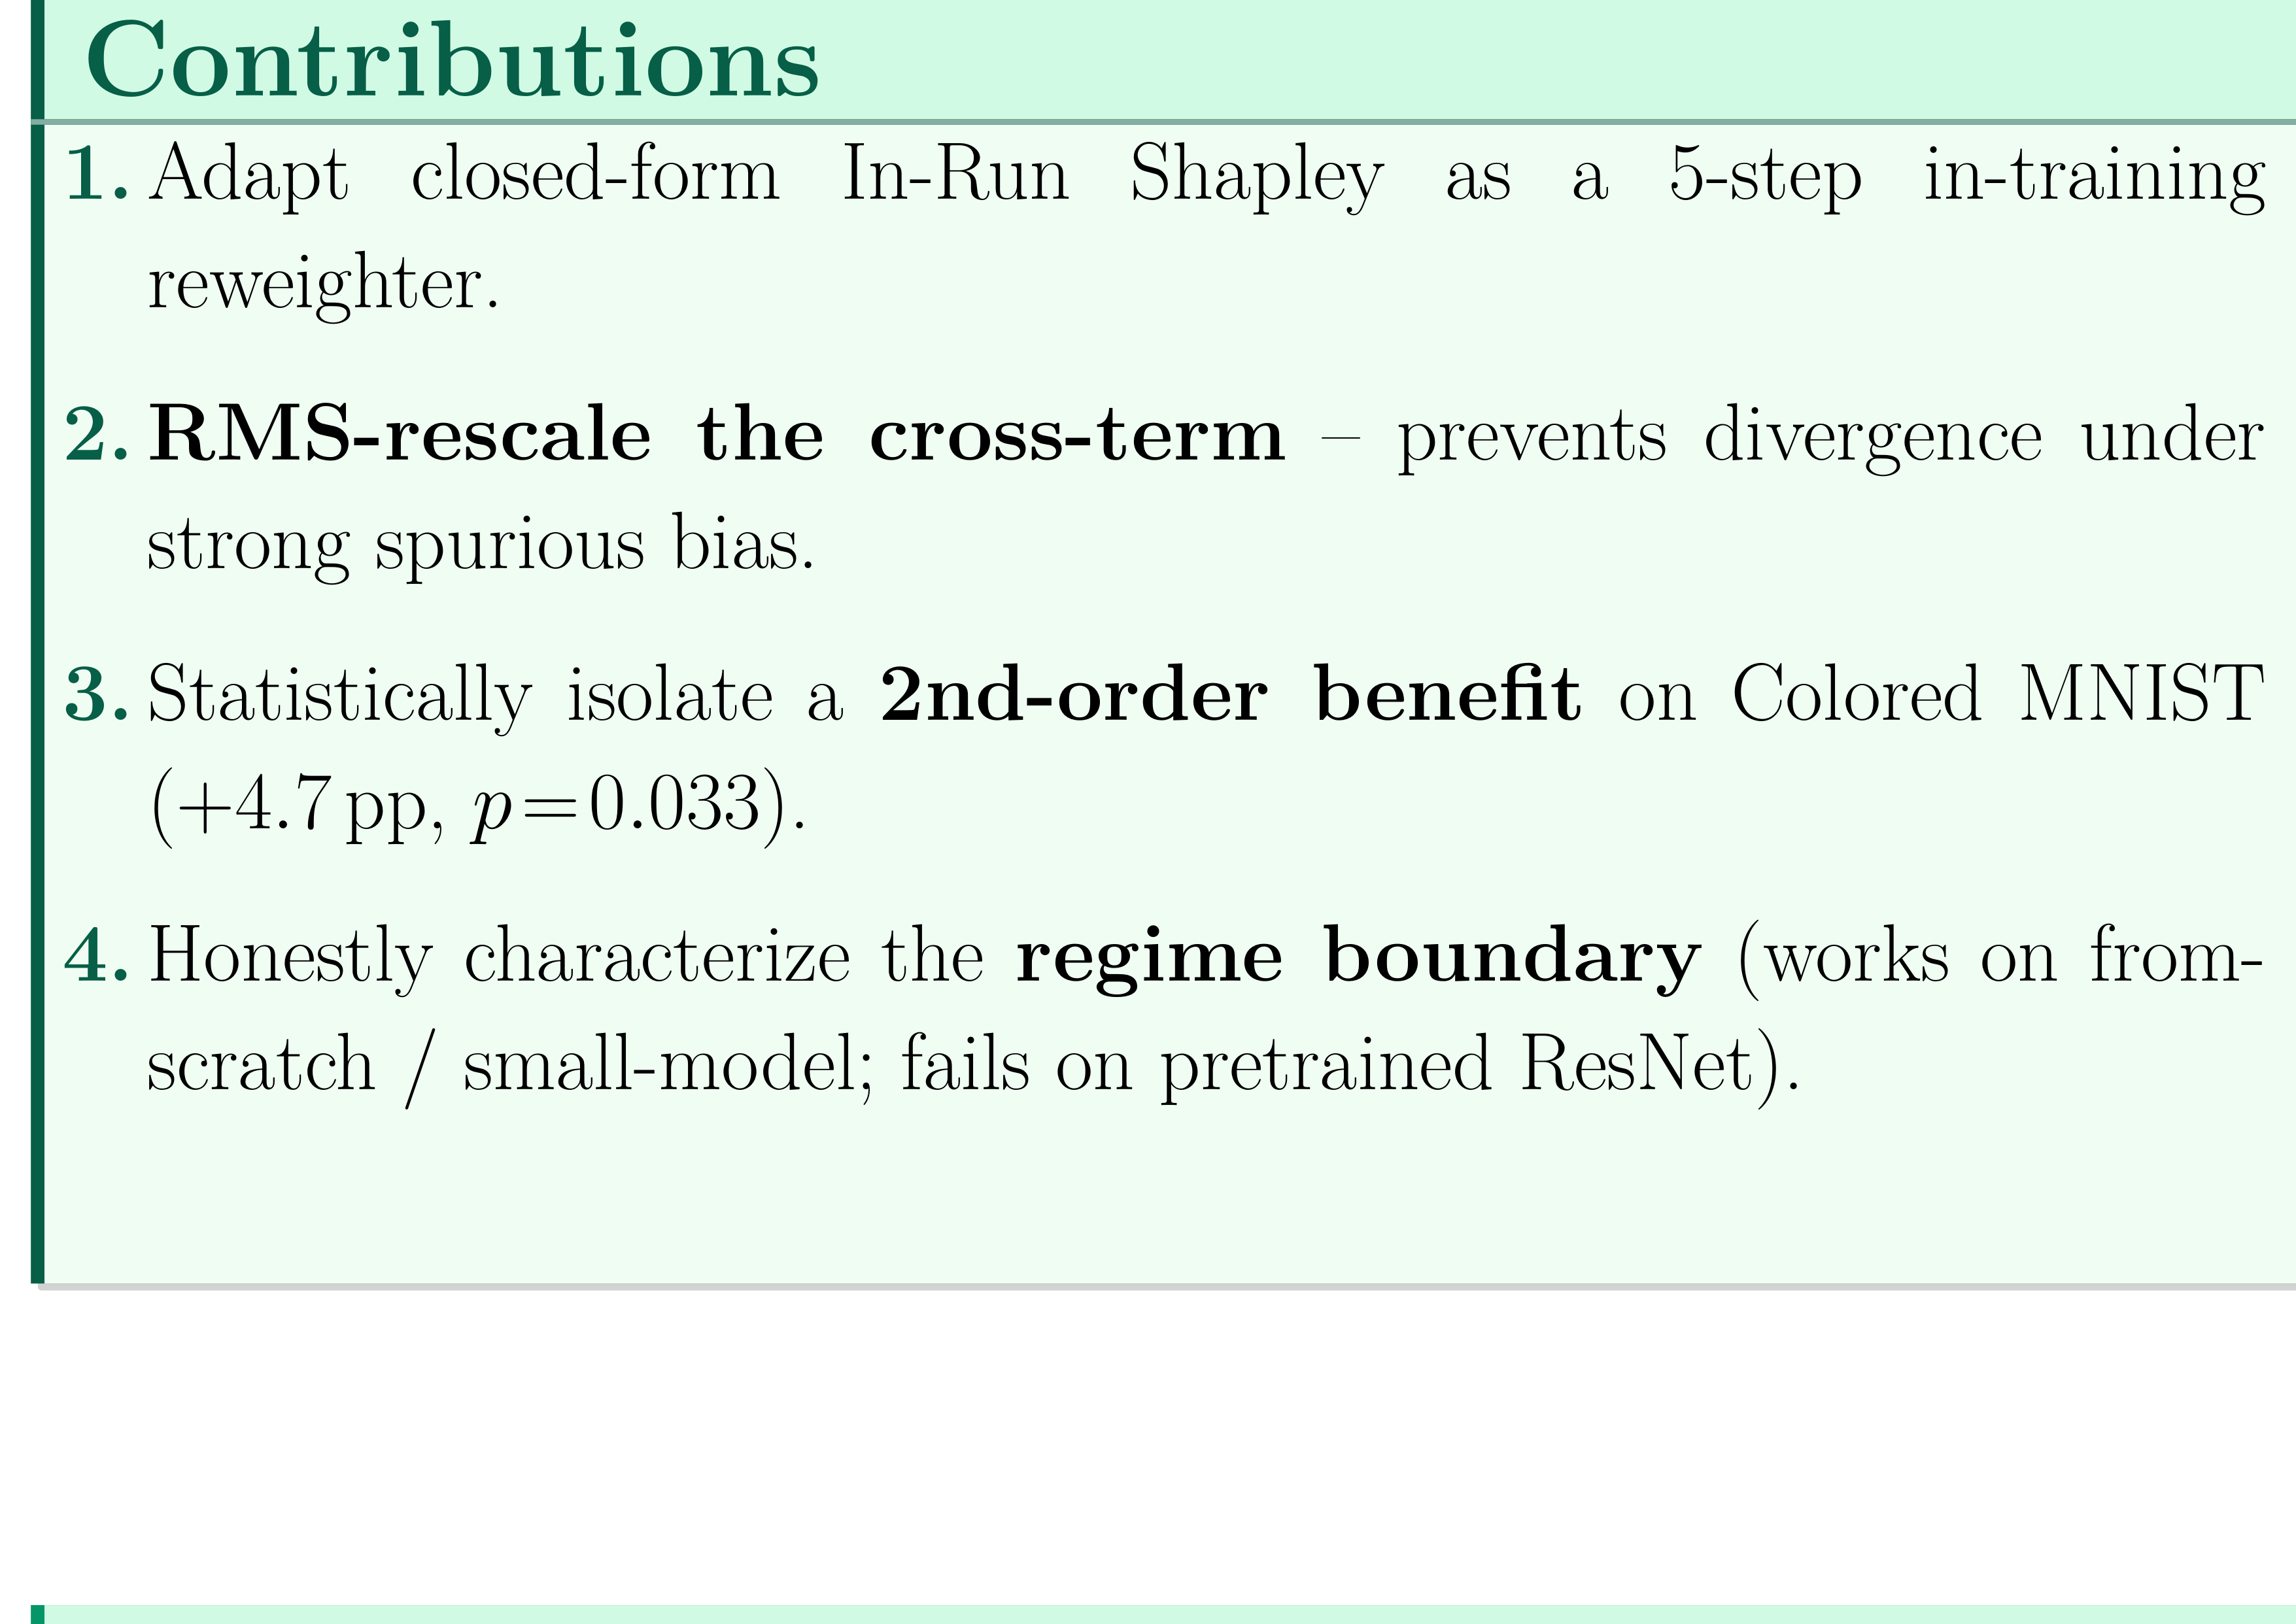 Contributions
1. Adapt closed-form In-Run Shapley as a 5-step in-training
reweighter.
2. RMS-rescale the cross-term – prevents divergence under
strong spurious bias.
3. Statistically isolate a 2nd-order benefit on Colored MNIST
(+4.7 pp, p = 0.033).
4. Honestly characterize the regime boundary (works on from-
scratch / small-model; fails on pretrained ResNet).